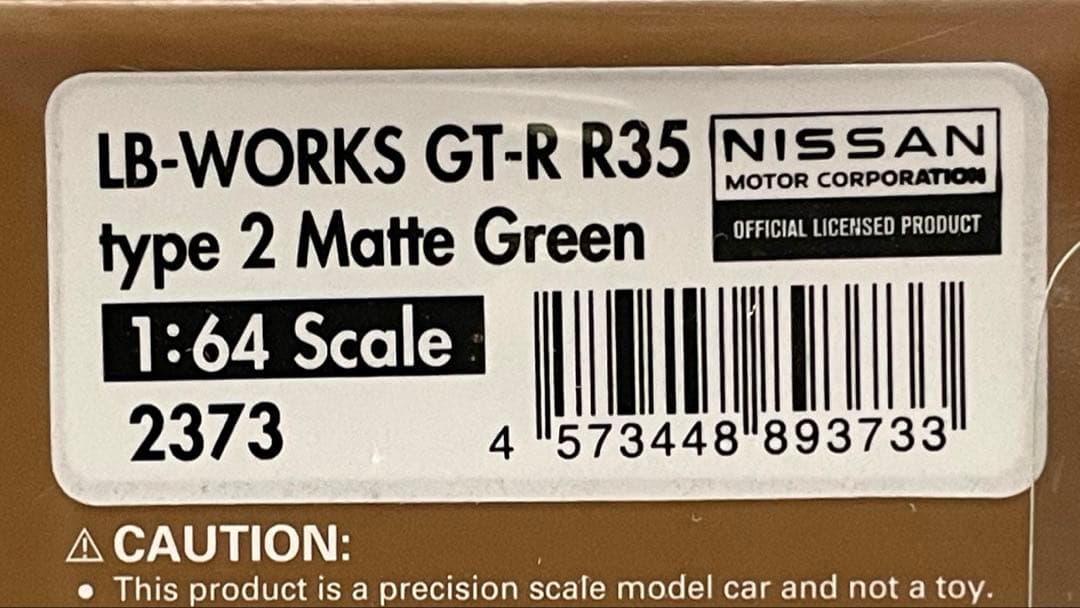 LB-WORKS GT-R R35
type 2 Matte Green
NISSAN
MOTOR CORPORATION
OFFICIAL LICENSED PRODUCT
1:64 Scale
2373
4 573448 893733
⚠ CAUTION:
• This product is a precision scale model car and not a toy.